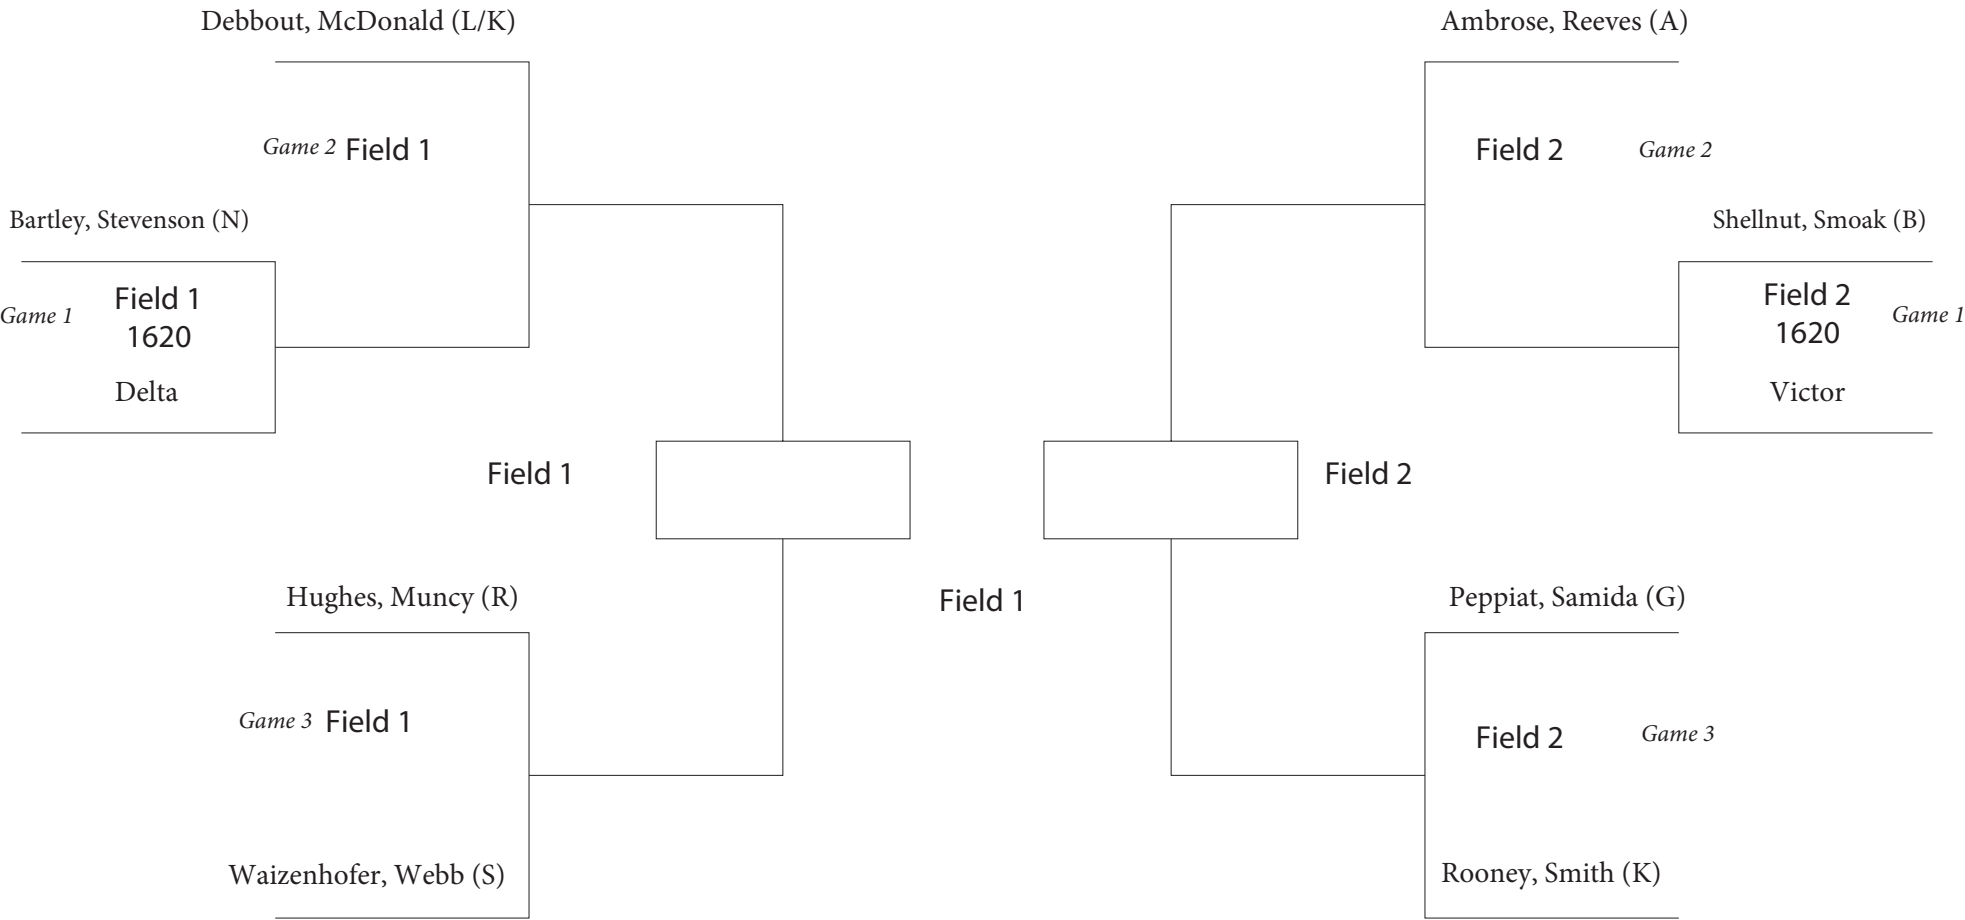 Debbout, McDonald (L/K)
Ambrose, Reeves (A)
Game 2 Field 1
Field 2 Game 2
Bartley, Stevenson (N)
Shellnut, Smoak (B)
Field 1
Game 1
1620
Delta
Field 2
Game 1
1620
Victor
Field 1
Field 2
Hughes, Muncy (R)
Field 1
Peppiat, Samida (G)
Game 3 Field 1
Field 2 Game 3
Waizenhofer, Webb (S)
Rooney, Smith (K)